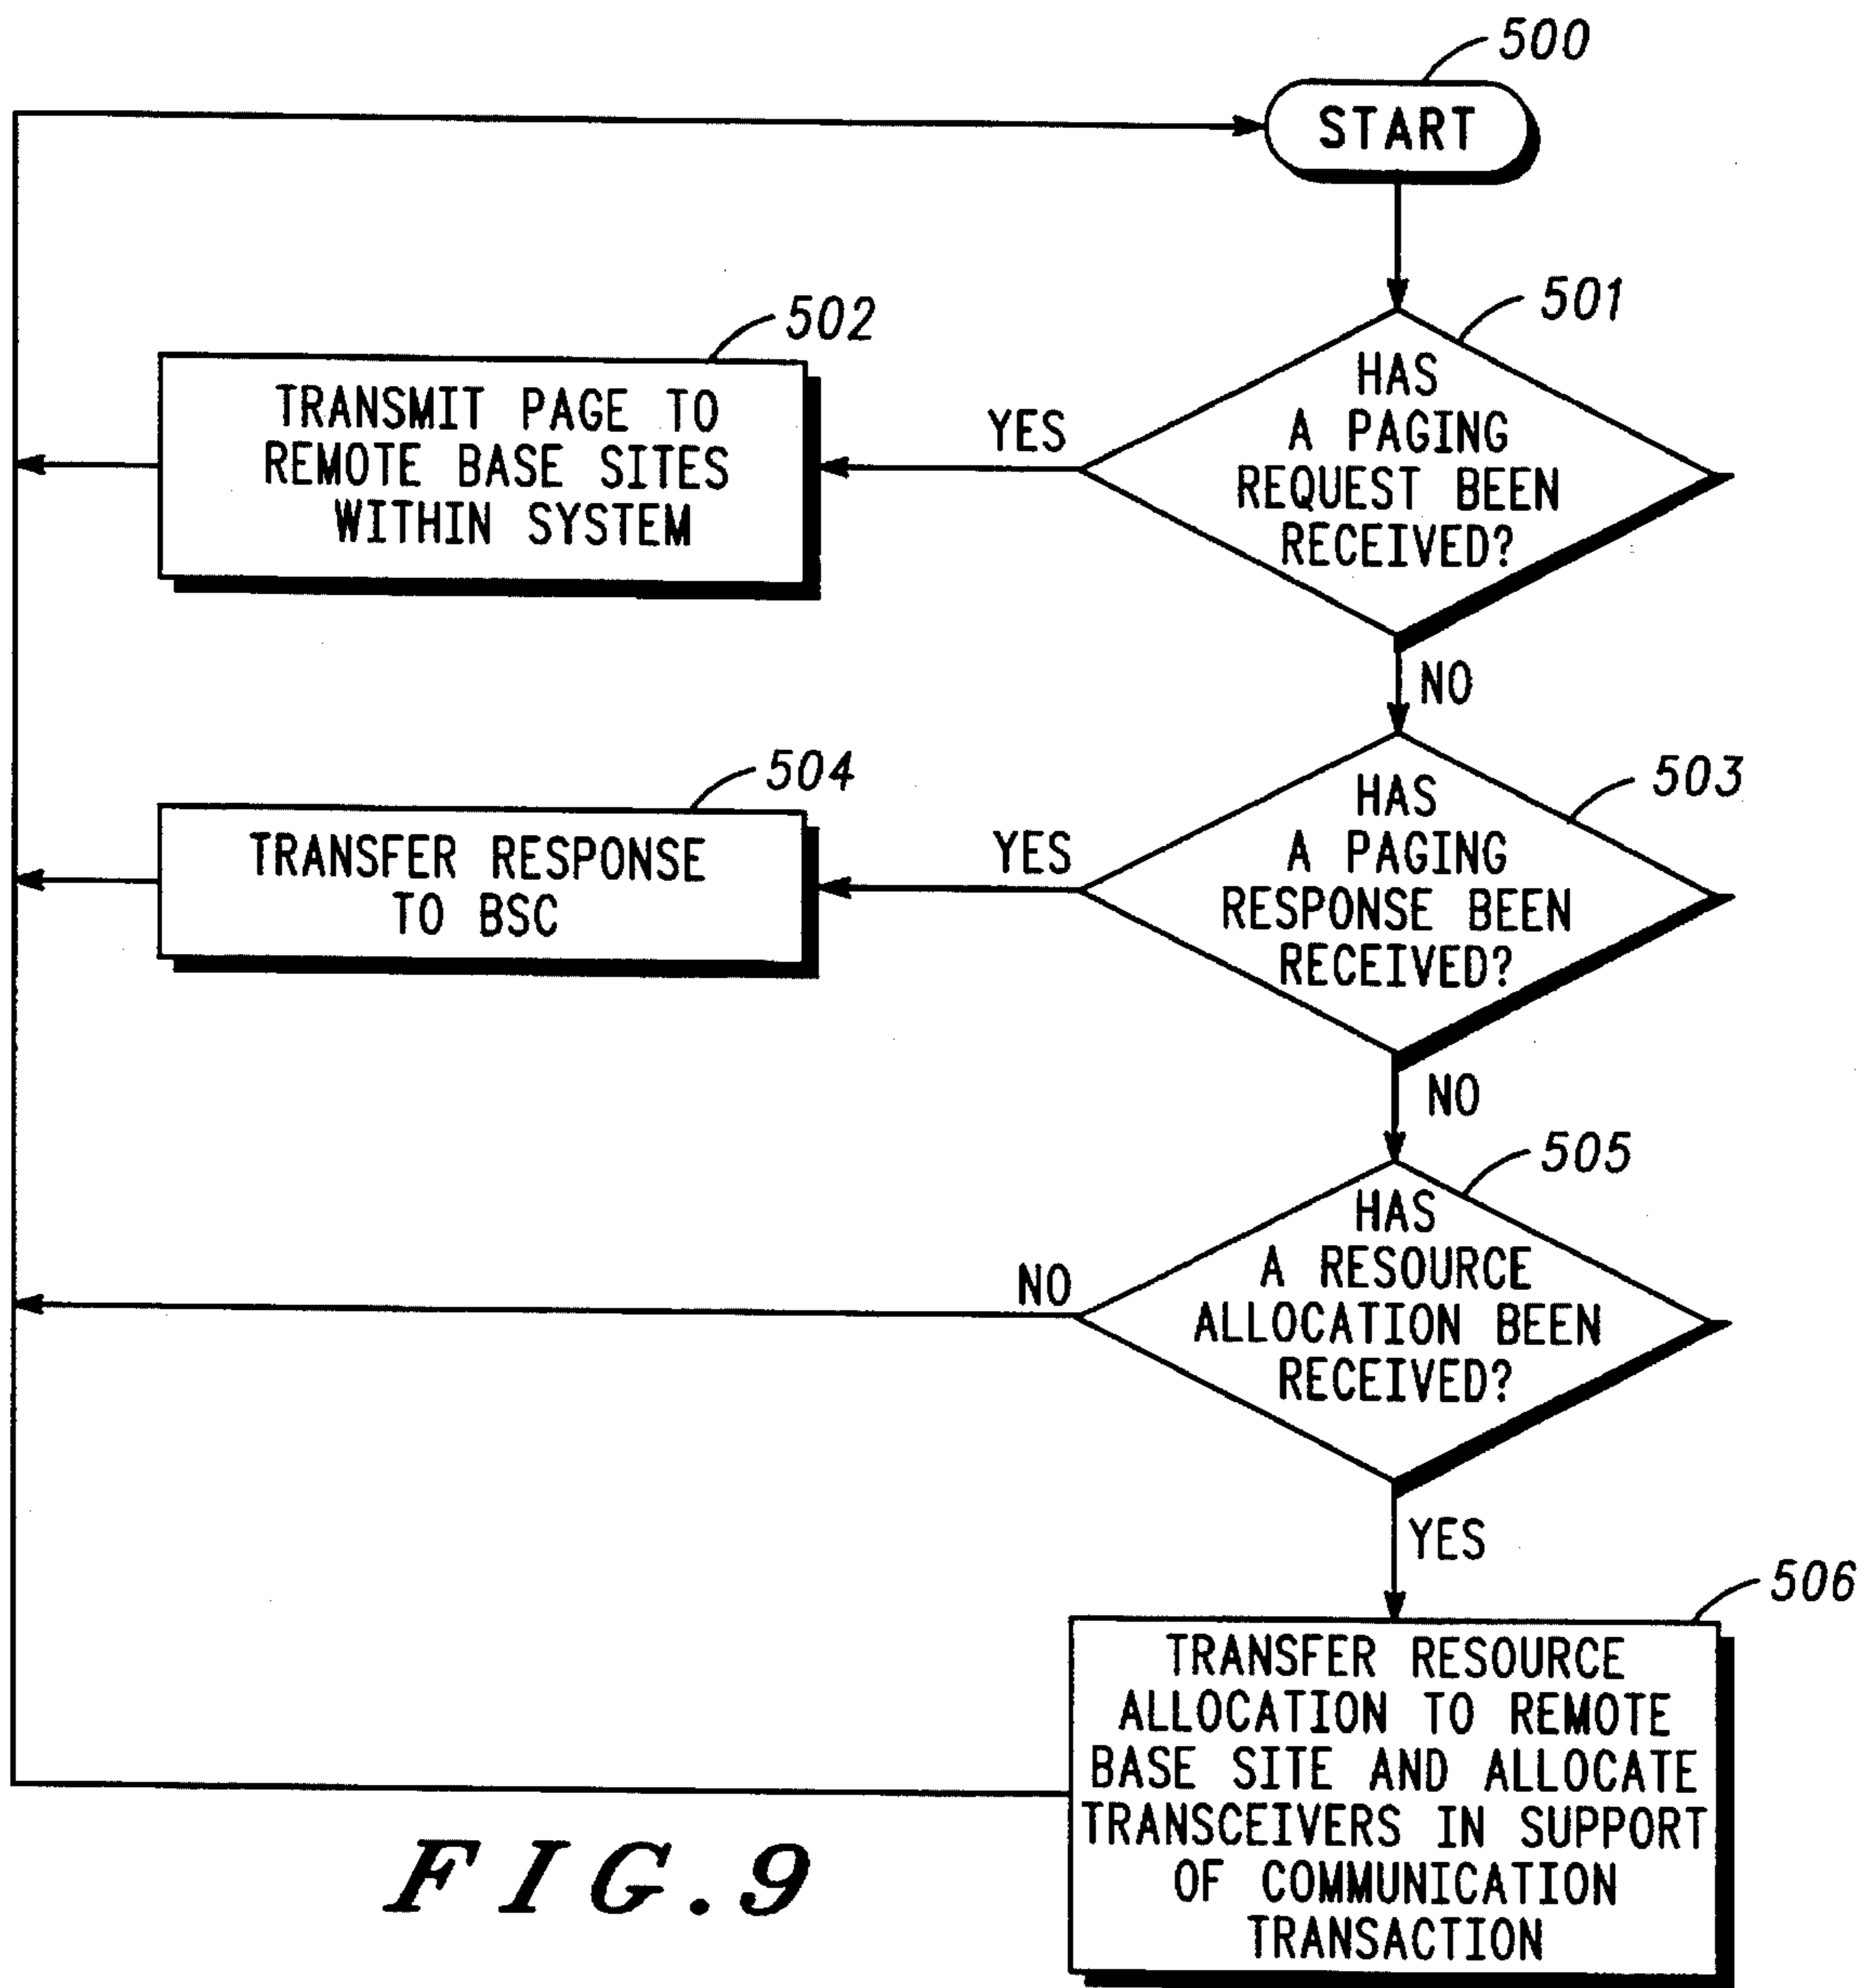 500
START
501
HAS
A PAGING
REQUEST BEEN
RECEIVED?
YES
502
TRANSMIT PAGE TO
REMOTE BASE SITES
WITHIN SYSTEM
NO
503
HAS
A PAGING
RESPONSE BEEN
RECEIVED?
YES
504
TRANSFER RESPONSE
TO BSC
NO
505
HAS
A RESOURCE
ALLOCATION BEEN
RECEIVED?
NO
YES
506
TRANSFER RESOURCE
ALLOCATION TO REMOTE
BASE SITE AND ALLOCATE
TRANSCEIVERS IN SUPPORT
OF COMMUNICATION
TRANSACTION
FIG.9